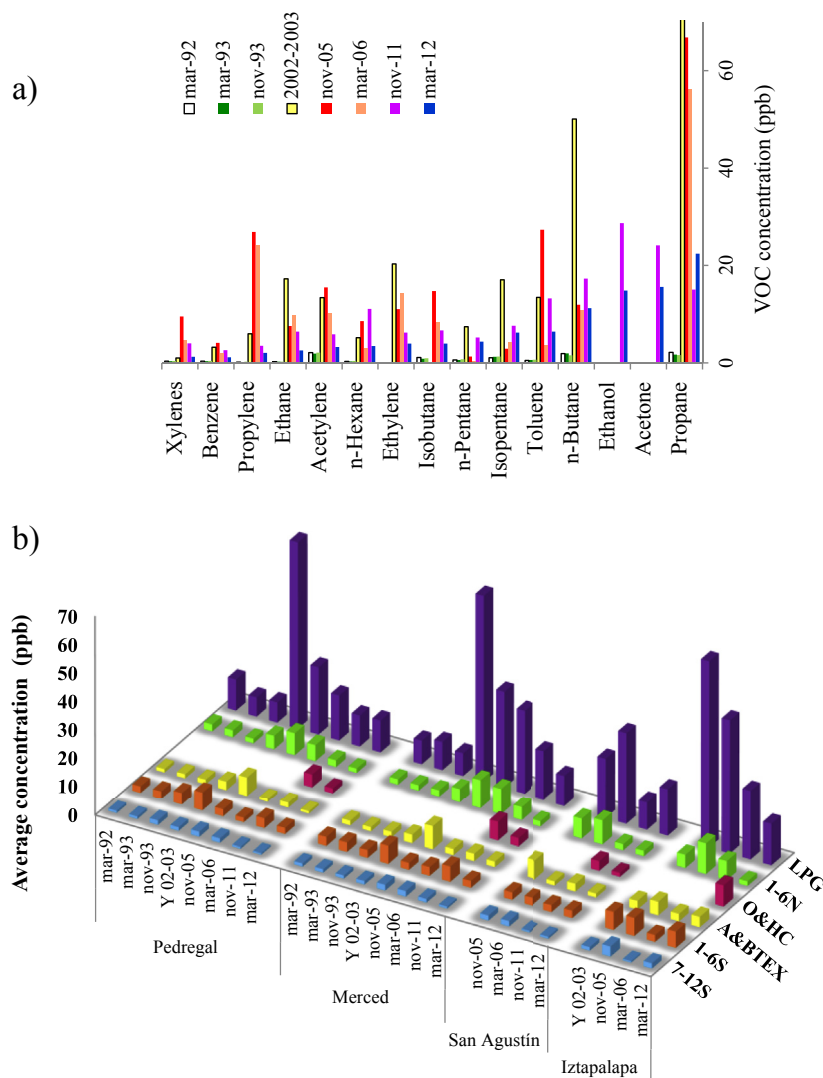 a)
mar-92
mar-93
nov-93
2002-2003
nov-05
mar-06
nov-11
mar-12
VOC concentration (ppb)
0
20
40
60
Xylenes
Benzene
Propylene
Ethane
Acetylene
n-Hexane
Ethylene
Isobutane
n-Pentane
Isopentane
Toluene
n-Butane
Ethanol
Acetone
Propane
b)
Average concentration (ppb)
70
60
50
40
30
20
10
0
mar-92
mar-93
nov-93
Y 02-03
nov-05
mar-06
nov-11
mar-12
mar-92
mar-93
nov-93
Y 02-03
nov-05
mar-06
nov-11
mar-12
nov-05
mar-06
nov-11
mar-12
Y 02-03
nov-05
mar-06
mar-12
Pedregal
Merced
San Agustín
Iztapalapa
LPG
1-6N
O&HC
A&BTEX
1-6S
7-12S